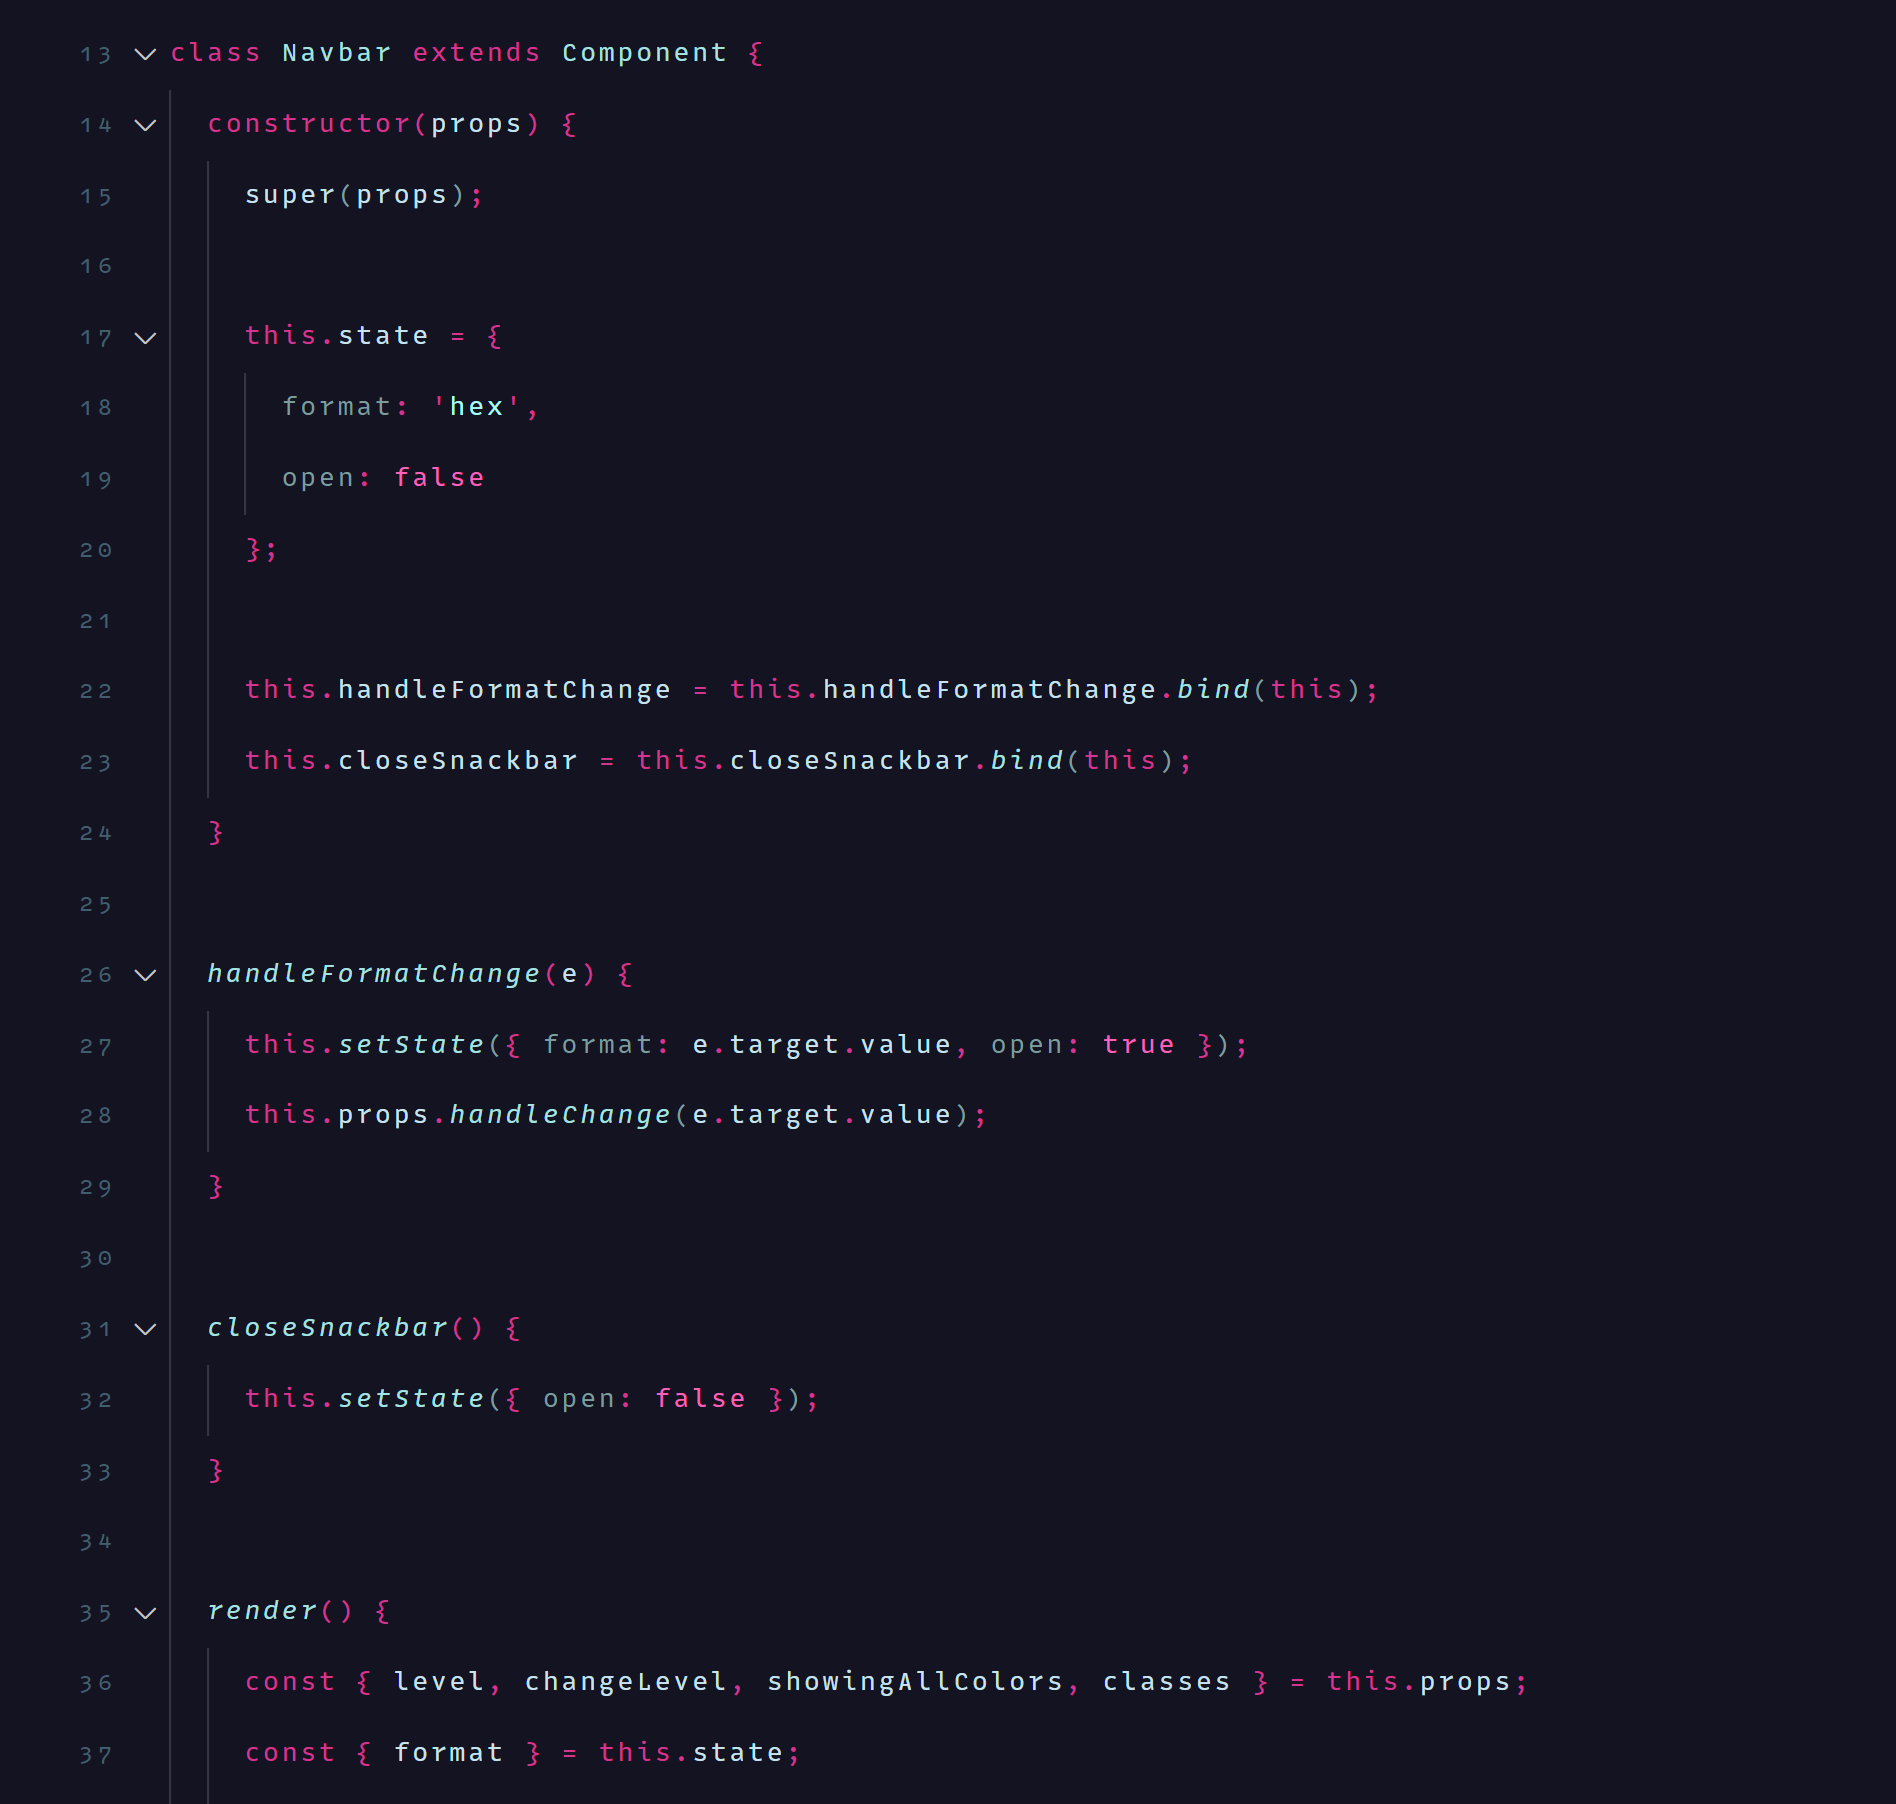 13 class Navbar extends Component {
14 constructor(props) {
15 super(props);
16
17 this.state = {
18 format: 'hex',
19 open: false
20 };
21
22 this.handleFormatChange = this.handleFormatChange.bind(this);
23 this.closeSnackbar = this.closeSnackbar.bind(this);
24 }
25
26 handleFormatChange(e) {
27 this.setState({ format: e.target.value, open: true });
28 this.props.handleChange(e.target.value);
29 }
30
31 closeSnackbar() {
32 this.setState({ open: false });
33 }
34
35 render() {
36 const { level, changeLevel, showingAllColors, classes } = this.props;
37 const { format } = this.state;